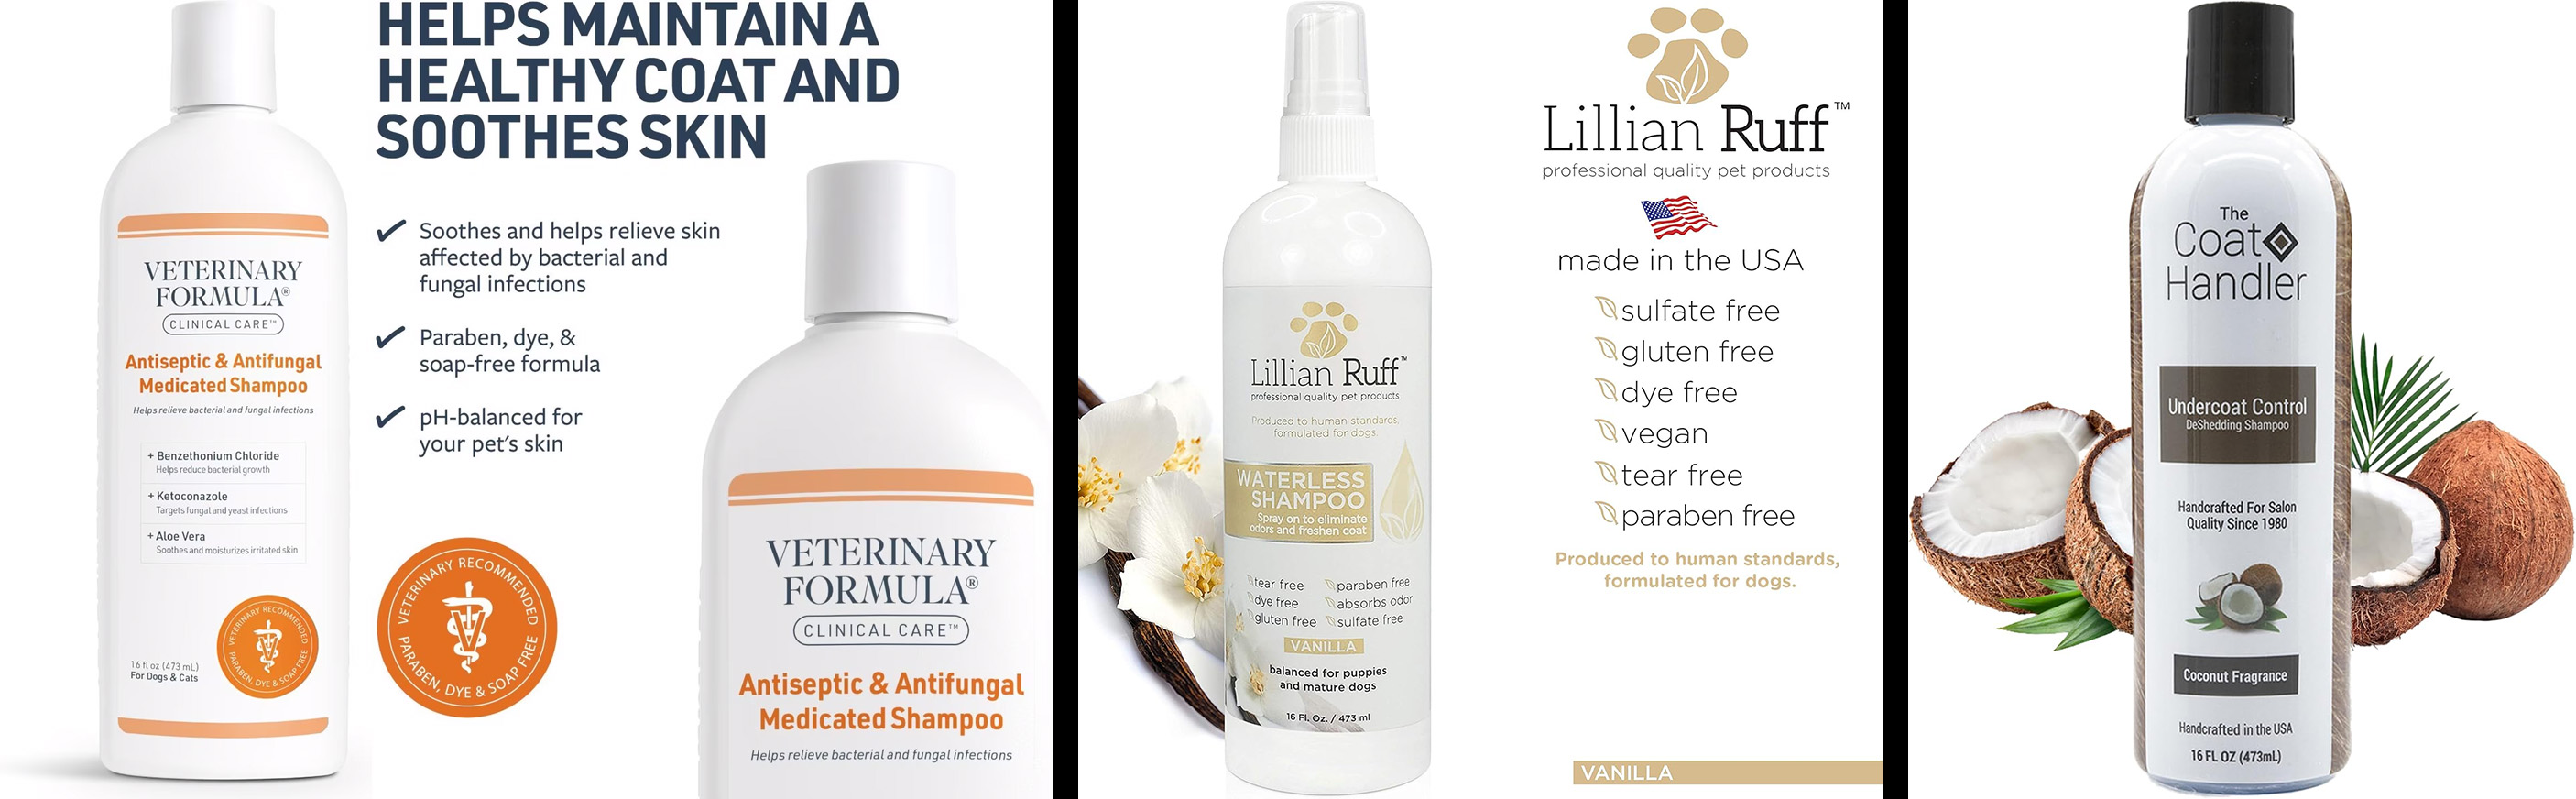 VETERINARY
FORMULA®
CLINICAL CARE™
Antiseptic & Antifungal
Medicated Shampoo
Helps relieve bacterial and fungal infections
+ Benzethonium Chloride
Helps reduce bacterial growth
+ Ketoconazole
Targets fungal and yeast infections
+ Aloe Vera
Soothes and moisturizes irritated skin
16 fl oz (473 mL)
For Dogs & Cats
VETERINARY RECOMMENDED
PARABEN, DYE & SOAP FREE
HELPS MAINTAIN A
HEALTHY COAT AND
SOOTHES SKIN
Soothes and helps relieve skin
affected by bacterial and
fungal infections
Paraben, dye, &
soap-free formula
pH-balanced for
your pet's skin
VETERINARY RECOMMENDED
PARABEN, DYE & SOAP FREE
VETERINARY
FORMULA®
CLINICAL CARE™
Antiseptic & Antifungal
Medicated Shampoo
Helps relieve bacterial and fungal infections
Lillian Ruff™
professional quality pet products
Produced to human standards,
formulated for dogs.
WATERLESS
SHAMPOO
Spray on to eliminate
odors and freshen coat
tear free paraben free
dye free absorbs odor
gluten free sulfate free
VANILLA
balanced for puppies
and mature dogs
16 Fl. Oz. / 473 ml
Lillian Ruff™
professional quality pet products
made in the USA
sulfate free
gluten free
dye free
vegan
tear free
paraben free
Produced to human standards,
formulated for dogs.
VANILLA
The
Coat
Handler
Undercoat Control
DeShedding Shampoo
Handcrafted For Salon
Quality Since 1980
Coconut Fragrance
Handcrafted in the USA
16 FL OZ (473mL)